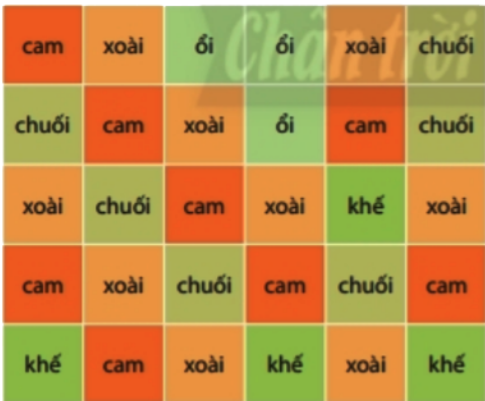 Chân trời
cam xoài ổi ổi xoài chuối
chuối cam xoài ổi cam chuối
xoài chuối cam xoài khế xoài
cam xoài chuối cam chuối cam
khế cam xoài khế xoài khế